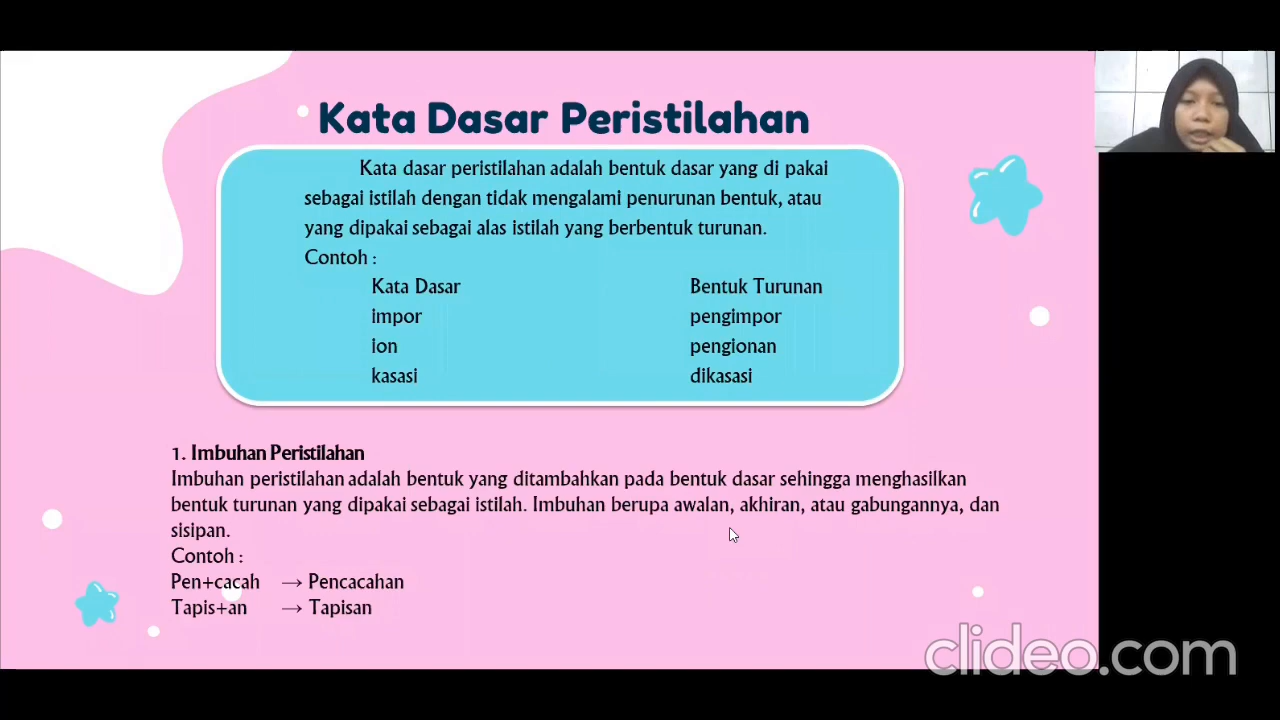 Kata Dasar Peristilahan
Kata dasar peristilahan adalah bentuk dasar yang di pakai
sebagai istilah dengan tidak mengalami penurunan bentuk, atau
yang dipakai sebagai alas istilah yang berbentuk turunan.
Contoh :
Kata Dasar Bentuk Turunan
impor pengimpor
ion pengionan
kasasi dikasasi
1. Imbuhan Peristilahan
Imbuhan peristilahan adalah bentuk yang ditambahkan pada bentuk dasar sehingga menghasilkan
bentuk turunan yang dipakai sebagai istilah. Imbuhan berupa awalan, akhiran, atau gabungannya, dan
sisipan.
Contoh :
Pen+cacah → Pencacahan
Tapis+an → Tapisan
clideo.com